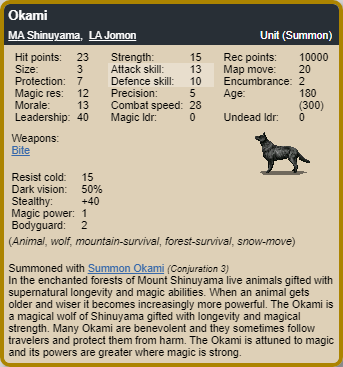 Okami
MA Shinuyama, LA Jomon Unit (Summon)
Hit points: 23 Strength: 15 Rec points: 10000
Size: 3 Attack skill: 13 Map move: 20
Protection: 7 Defence skill: 10 Encumbrance: 2
Magic res: 12 Precision: 5 Age: 180
Morale: 13 Combat speed: 28 (300)
Leadership: 40 Magic ldr: 0 Undead ldr: 0
Weapons:
Bite
Resist cold: 15
Dark vision: 50%
Stealthy: +40
Magic power: 1
Bodyguard: 2
(Animal, wolf, mountain-survival, forest-survival, snow-move)
Summoned with Summon Okami (Conjuration 3)
In the enchanted forests of Mount Shinuyama live animals gifted with
supernatural longevity and magic abilities. When an animal gets
older and wiser it becomes increasingly more powerful. The Okami is
a magical wolf of Shinuyama gifted with longevity and magical
strength. Many Okami are benevolent and they sometimes follow
travelers and protect them from harm. The Okami is attuned to magic
and its powers are greater where magic is strong.